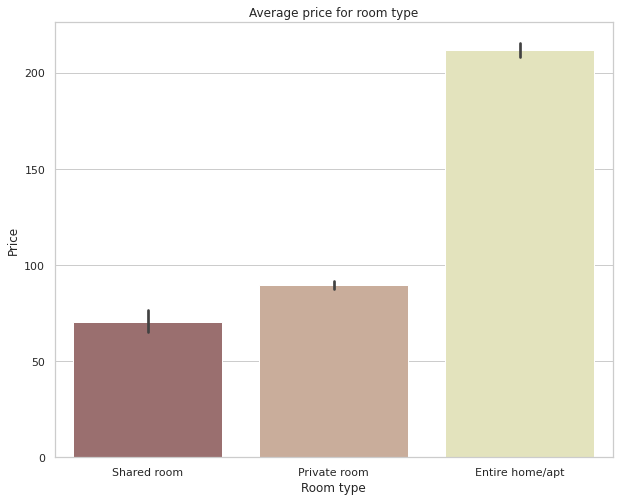 Average price for room type
200
150
100
50
0
Price
Shared room
Private room
Entire home/apt
Room type